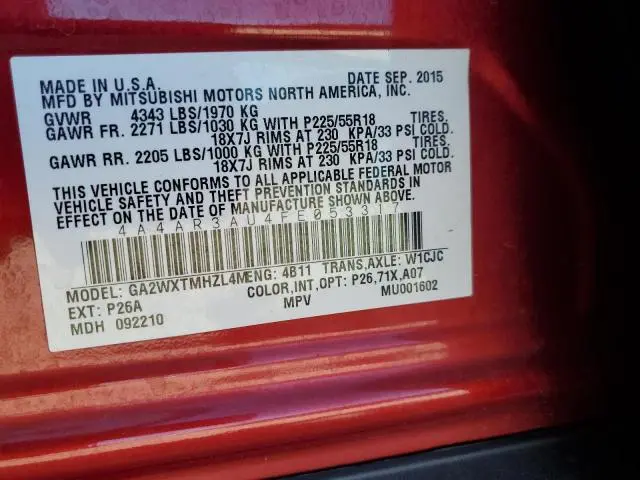 MADE IN U.S.A. DATE SEP. 2015
MFD BY MITSUBISHI MOTORS NORTH AMERICA, INC.
GVWR 4343 LBS/1970 KG
GAWR FR. 2271 LBS/1030 KG WITH P225/55R18 TIRES,
18X7J RIMS AT 230 KPA/33 PSI COLD.
GAWR RR. 2205 LBS/1000 KG WITH P225/55R18 TIRES,
18X7J RIMS AT 230 KPA/33 PSI COLD.
THIS VEHICLE CONFORMS TO ALL APPLICABLE FEDERAL MOTOR
VEHICLE SAFETY AND THEFT PREVENTION STANDARDS IN
EFFECT ON THE DATE OF MANUFACTURE SHOWN ABOVE.
4A4AR3AU4FE053317
MODEL: GA2WXTMHZL4MENG: 4B11 TRANS,AXLE: W1CJC
EXT: P26A COLOR,INT,OPT: P26,71X,A07
MDH 092210 MPV MU001602